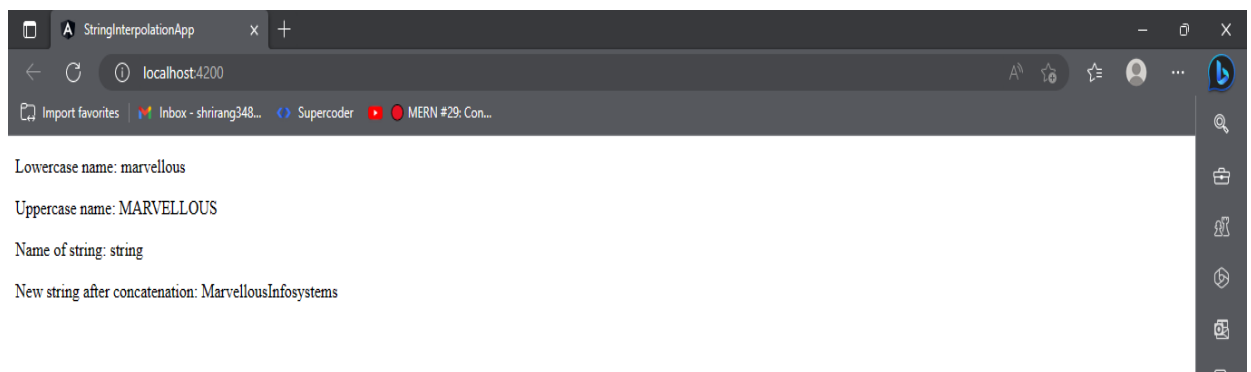 StringInterpolationApp
localhost:4200
Import favorites Inbox - shrirang348... Supercoder MERN #29: Con...
Lowercase name: marvellous
Uppercase name: MARVELLOUS
Name of string: string
New string after concatenation: MarvellousInfosystems